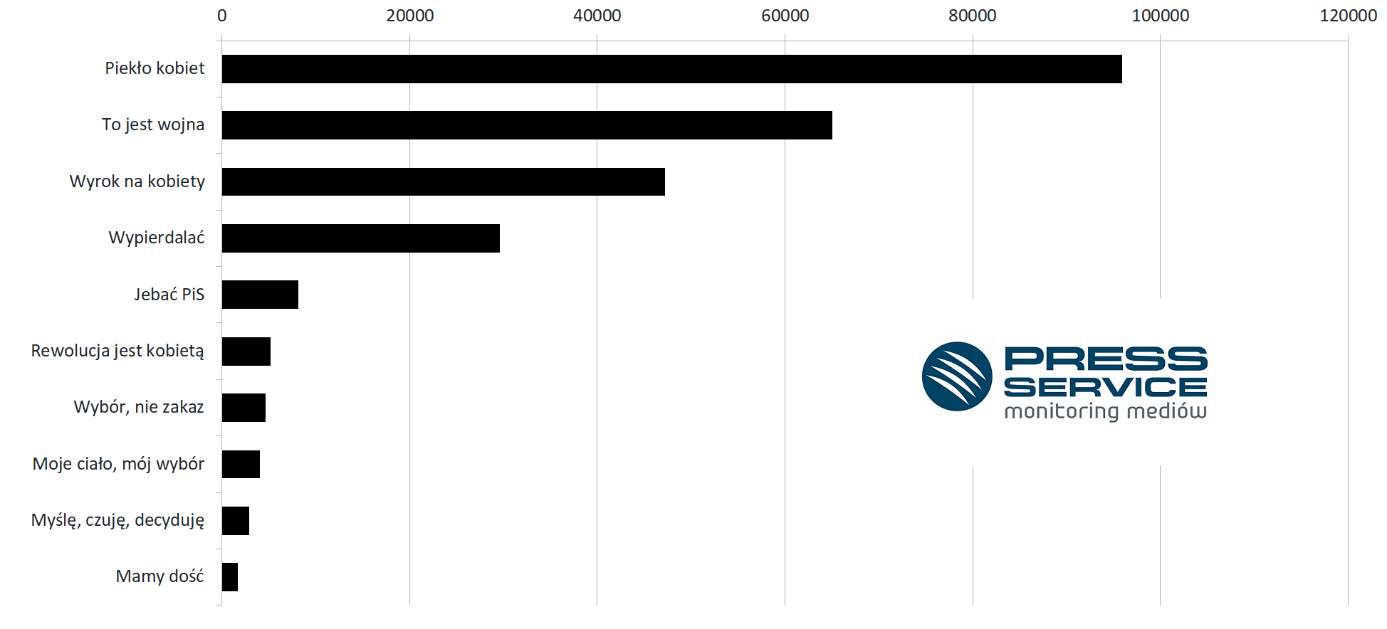 0 20000 40000 60000 80000 100000 120000
Piekło kobiet
To jest wojna
Wyrok na kobiety
Wypierdalać
Jebać PiS
Rewolucja jest kobietą
Wybór, nie zakaz
Moje ciało, mój wybór
Myślę, czuję, decyduję
Mamy dość
PRESS
SERVICE
monitoring mediów